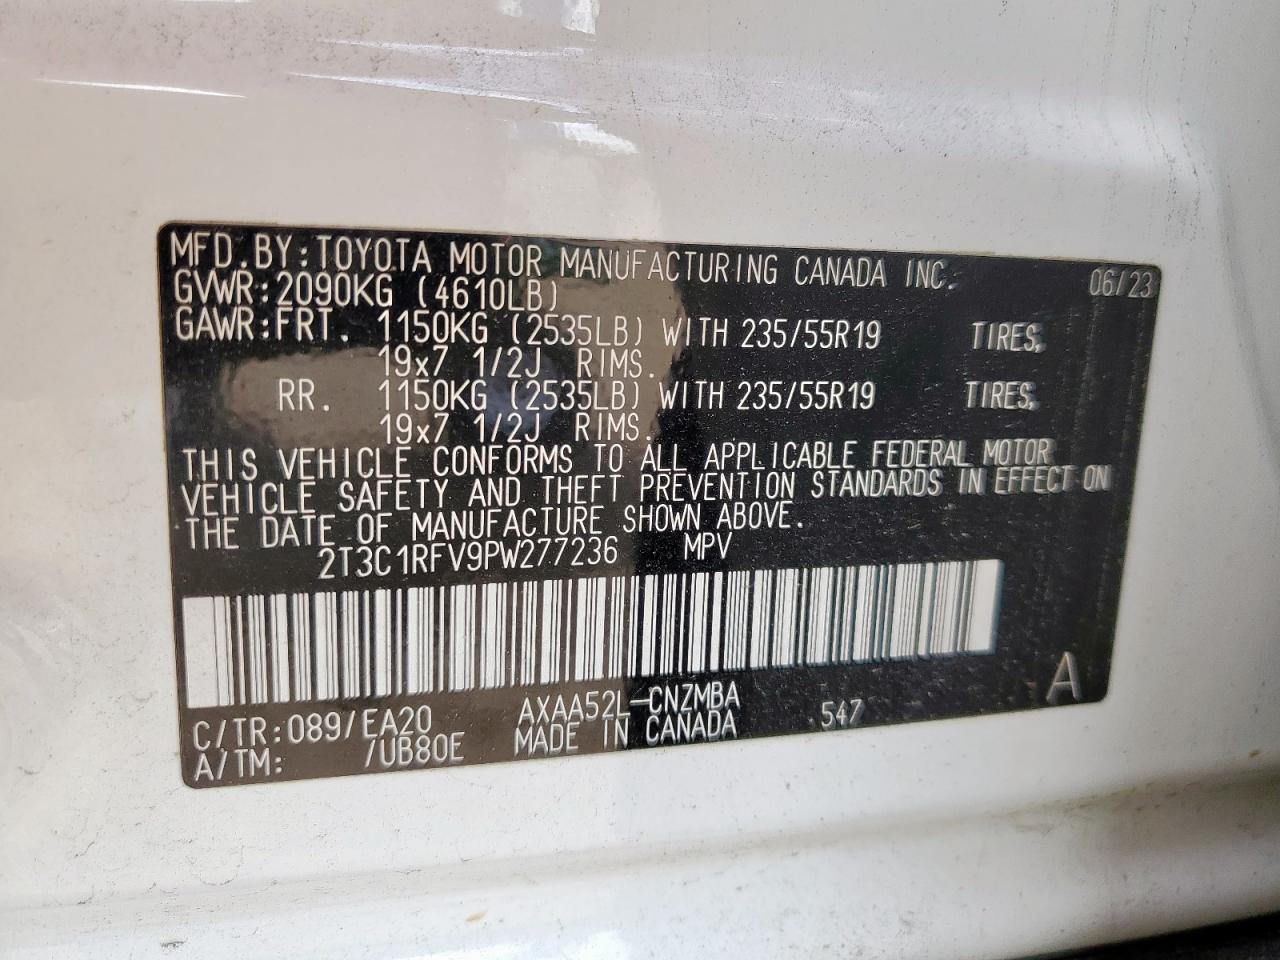 MFD.BY:TOYOTA MOTOR MANUFACTURING CANADA INC. 06/23
GVWR:2090KG (4610LB)
GAWR:FRT. 1150KG (2535LB) WITH 235/55R19 TIRES,
19x7 1/2J RIMS.
RR. 1150KG (2535LB) WITH 235/55R19 TIRES,
19x7 1/2J RIMS.
THIS VEHICLE CONFORMS TO ALL APPLICABLE FEDERAL MOTOR
VEHICLE SAFETY AND THEFT PREVENTION STANDARDS IN EFFECT ON
THE DATE OF MANUFACTURE SHOWN ABOVE.
2T3C1RFV9PW277236 MPV
A
C/TR:089/EA20 AXAA52L-CNZMBA 547
A/TM: /UB80E MADE IN CANADA